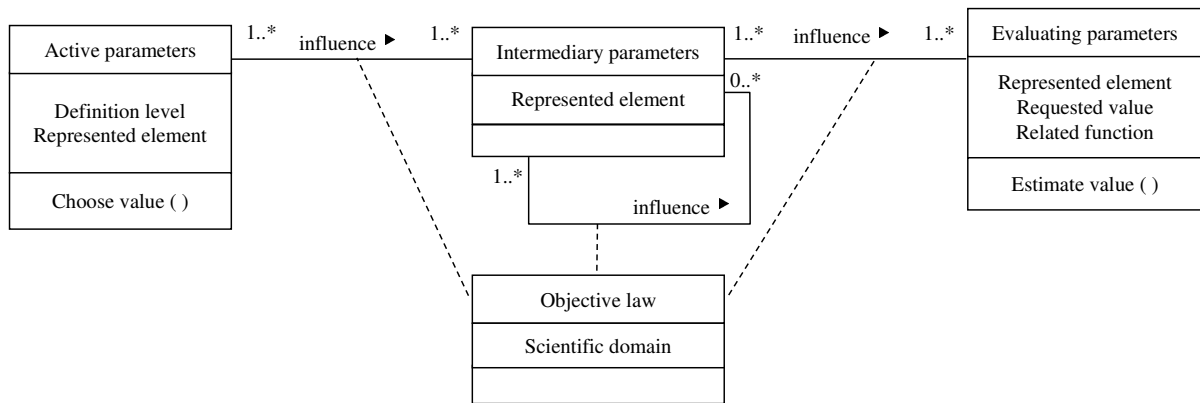 Active parameters
Definition level
Represented element
Choose value ( )
1..*
influence ▶
1..*
Intermediary parameters
Represented element
1..*
influence ▶
1..*
0..*
1..*
influence ▶
Evaluating parameters
Represented element
Requested value
Related function
Estimate value ( )
Objective law
Scientific domain